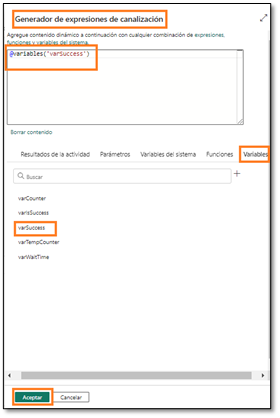 Generador de expresiones de canalización
Agregue contenido dinámico a continuación con cualquier combinación de expresiones,
funciones y variables del sistema.
@variables('varSuccess')
Borrar contenido
Resultados de la actividad Parámetros Variables del sistema Funciones Variables
Buscar
varCounter
varIsSuccess
varSuccess
varTempCounter
varWaitTime
Aceptar Cancelar